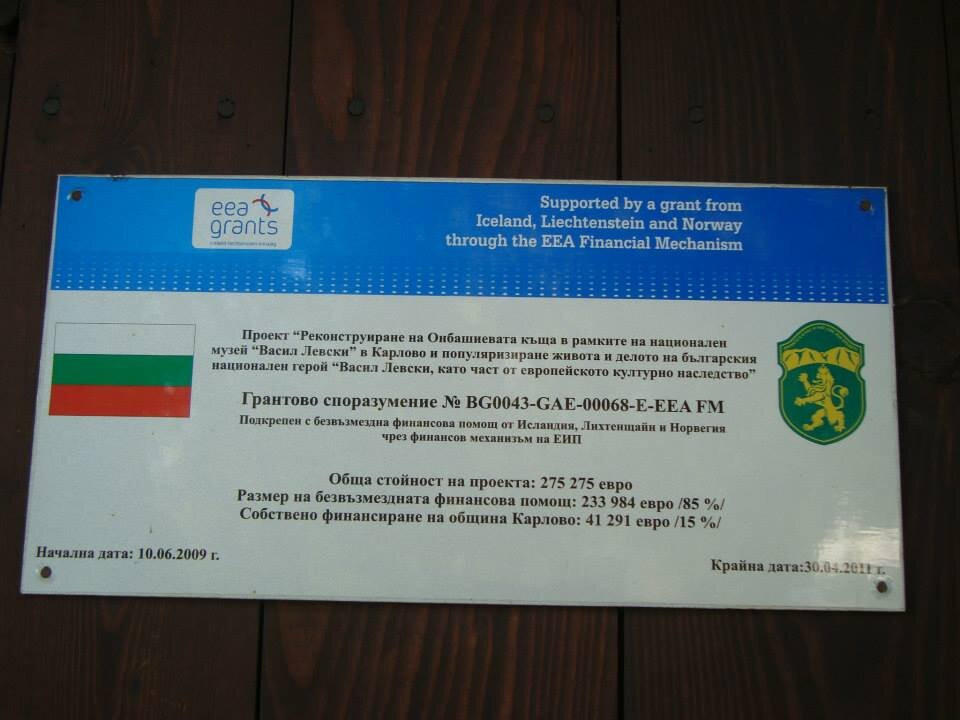 eea
grants
Supported by a grant from
Iceland, Liechtenstein and Norway
through the EEA Financial Mechanism
Проект “Реконструиране на Онбашиевата къща в рамките на национален
музей “Васил Левски” в Карлово и популяризиране живота и делото на българския
национален герой “Васил Левски, като част от европейското културно наследство”
Грантово споразумение № BG0043-GAE-00068-E-EEA FM
Подкрепен с безвъзмездна финансова помощ от Исландия, Лихтенщайн и Норвегия
чрез финансов механизъм на ЕИП
Обща стойност на проекта: 275 275 евро
Размер на безвъзмездната финансова помощ: 233 984 евро /85 %/
Собствено финансиране на община Карлово: 41 291 евро /15 %/
Начална дата: 10.06.2009 г.
Крайна дата:30.04.2011 г.